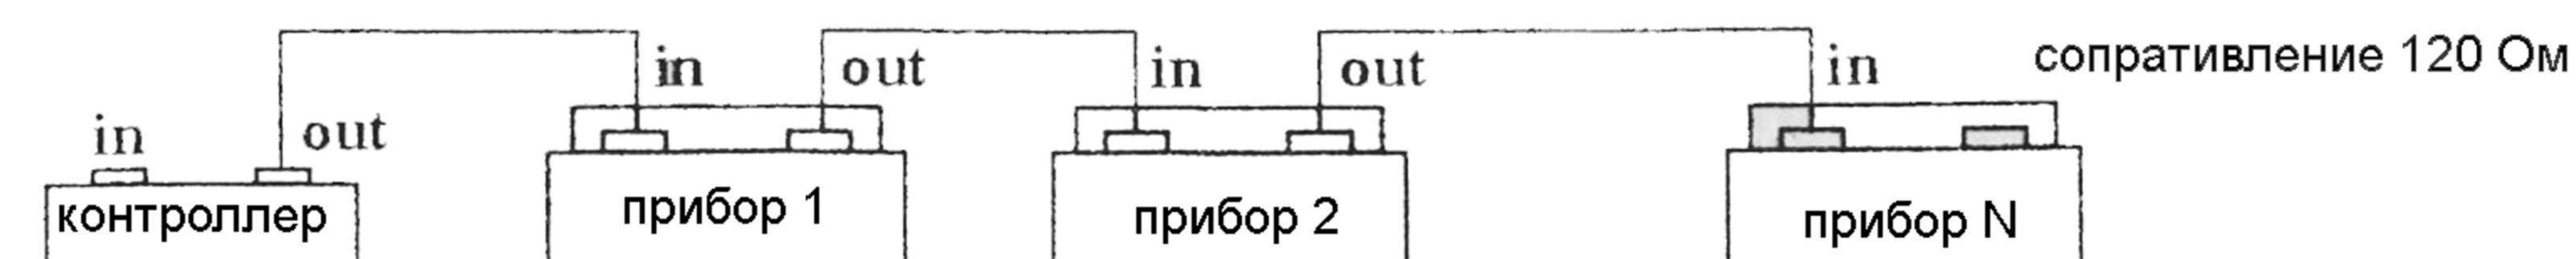 in out in out in out in сопративление 120 Ом
контроллер прибор 1 прибор 2 прибор N